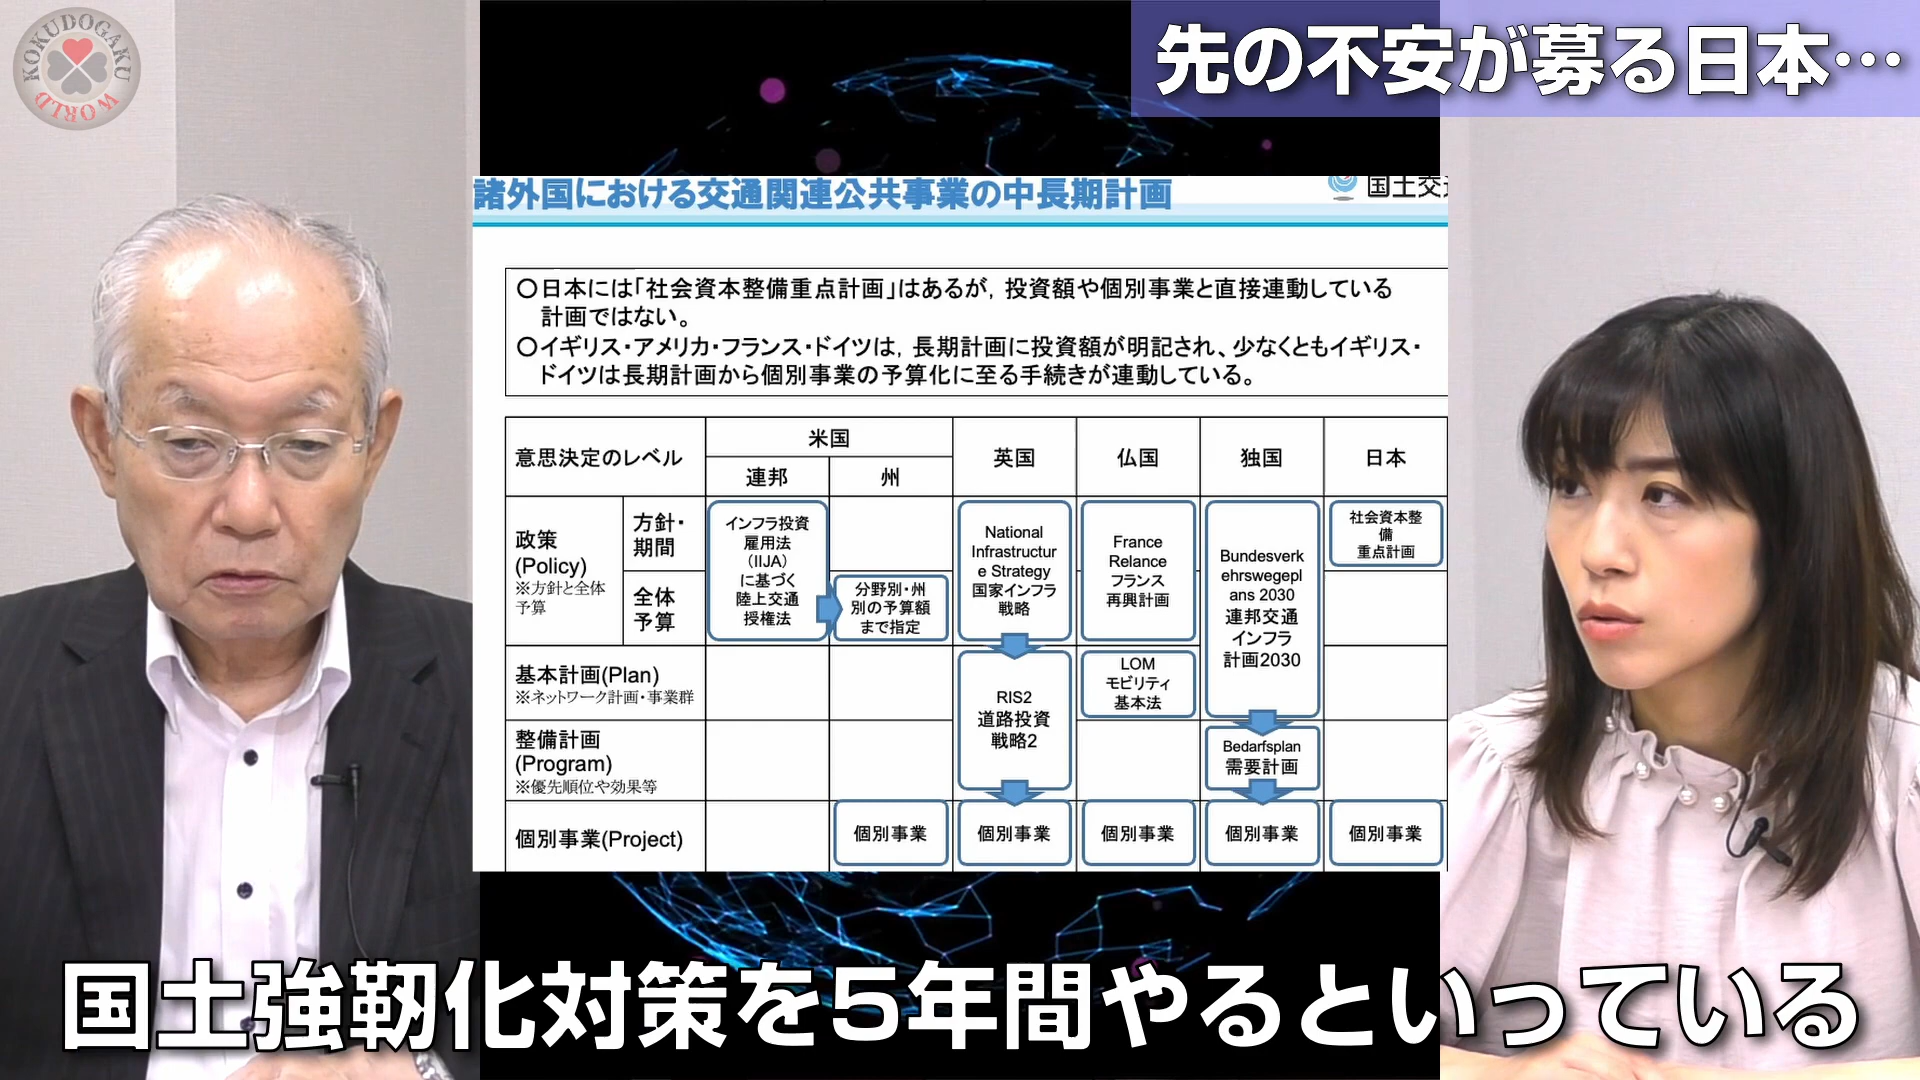 KOKUDOGAKU WORLD
先の不安が募る日本…
諸外国における交通関連公共事業の中長期計画
国土交
〇日本には「社会資本整備重点計画」はあるが，投資額や個別事業と直接連動している
計画ではない。
〇イギリス・アメリカ・フランス・ドイツは，長期計画に投資額が明記され、少なくともイギリス・
ドイツは長期計画から個別事業の予算化に至る手続きが連動している。
意思決定のレベル
米国
連邦
州
英国
仏国
独国
日本
政策
(Policy)
※方針と全体
予算
方針・
期間
全体
予算
インフラ投資
雇用法
（IIJA）
に基づく
陸上交通
授権法
分野別・州
別の予算額
まで指定
National
Infrastructur
e Strategy
国家インフラ
戦略
France
Relance
フランス
再興計画
Bundesverk
ehrswegepl
ans 2030
連邦交通
インフラ
計画2030
社会資本整
備
重点計画
基本計画(Plan)
※ネットワーク計画・事業群
RIS2
道路投資
戦略2
LOM
モビリティ
基本法
整備計画
(Program)
※優先順位や効果等
Bedarfsplan
需要計画
個別事業(Project)
個別事業
個別事業
個別事業
個別事業
個別事業
国土強靭化対策を5年間やるといっている